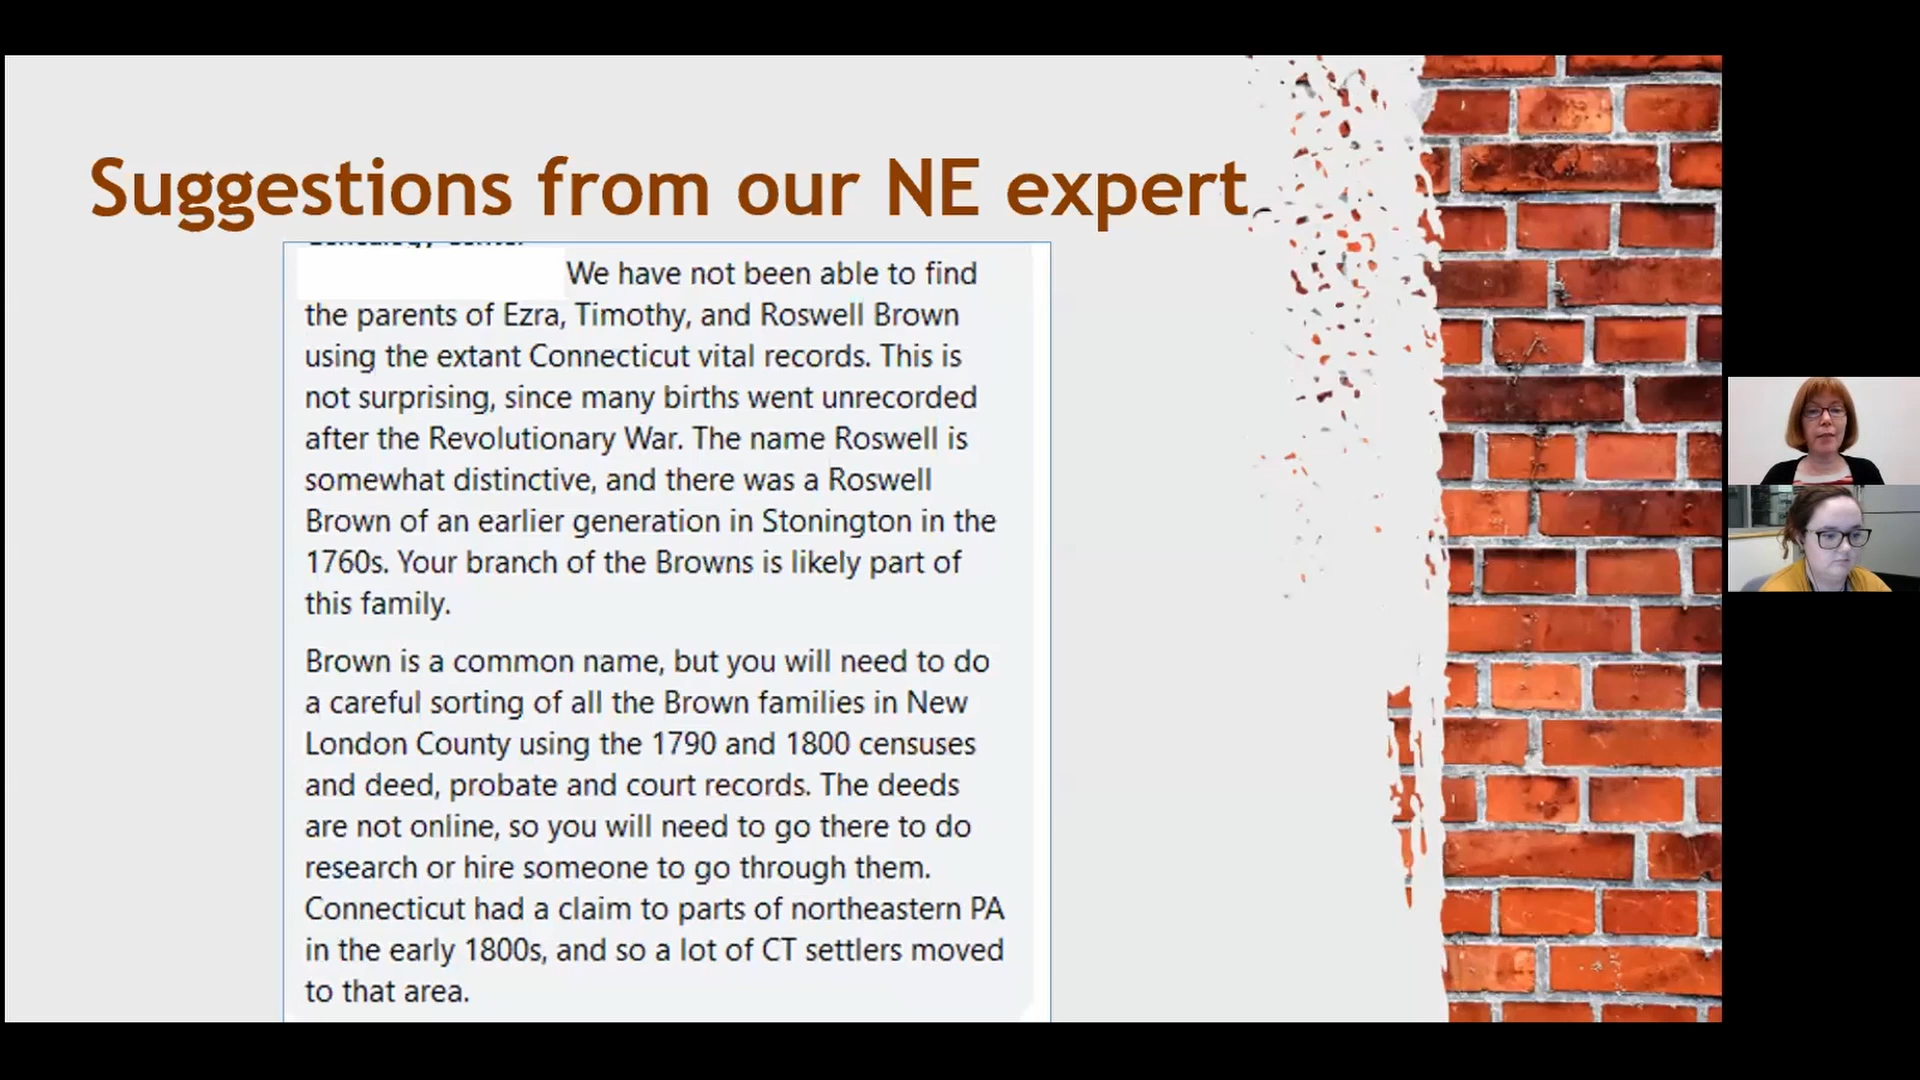 Suggestions from our NE expert
We have not been able to find
the parents of Ezra, Timothy, and Roswell Brown
using the extant Connecticut vital records. This is
not surprising, since many births went unrecorded
after the Revolutionary War. The name Roswell is
somewhat distinctive, and there was a Roswell
Brown of an earlier generation in Stonington in the
1760s. Your branch of the Browns is likely part of
this family.
Brown is a common name, but you will need to do
a careful sorting of all the Brown families in New
London County using the 1790 and 1800 censuses
and deed, probate and court records. The deeds
are not online, so you will need to go there to do
research or hire someone to go through them.
Connecticut had a claim to parts of northeastern PA
in the early 1800s, and so a lot of CT settlers moved
to that area.